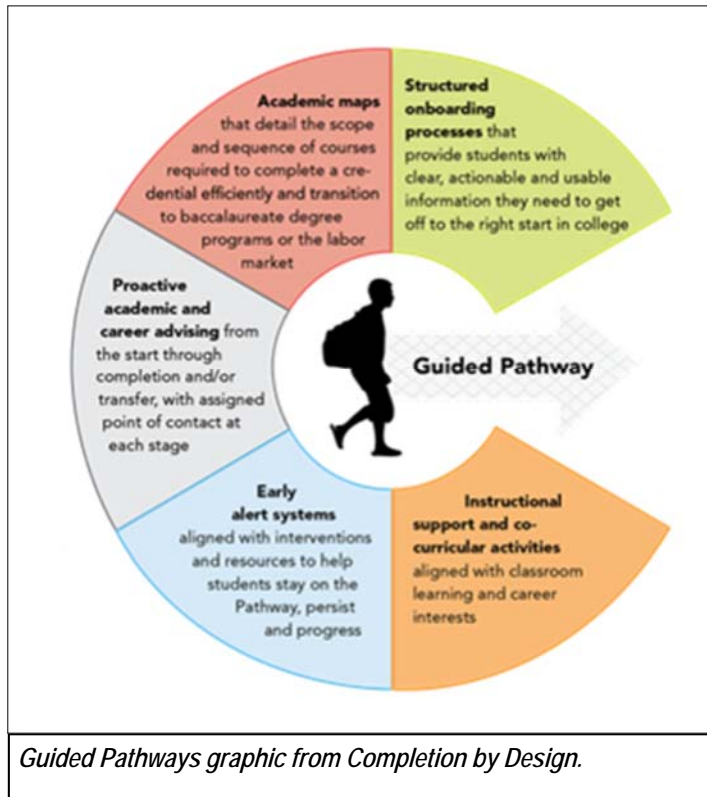 Academic maps
that detail the scope
and sequence of courses
required to complete a cre-
dential efficiently and transition
to baccalaureate degree
programs or the labor
market
Structured
onboarding
processes that
provide students with
clear, actionable and usable
information they need to get
off to the right start in college
Proactive
academic and
career advising from
the start through
completion and/or
transfer, with assigned
point of contact at
each stage
Guided Pathway
Early
alert systems
aligned with interventions
and resources to help
students stay on the
Pathway, persist
and progress
Instructional
support and co-
curricular activities
aligned with classroom
learning and career
interests
Guided Pathways graphic from Completion by Design.